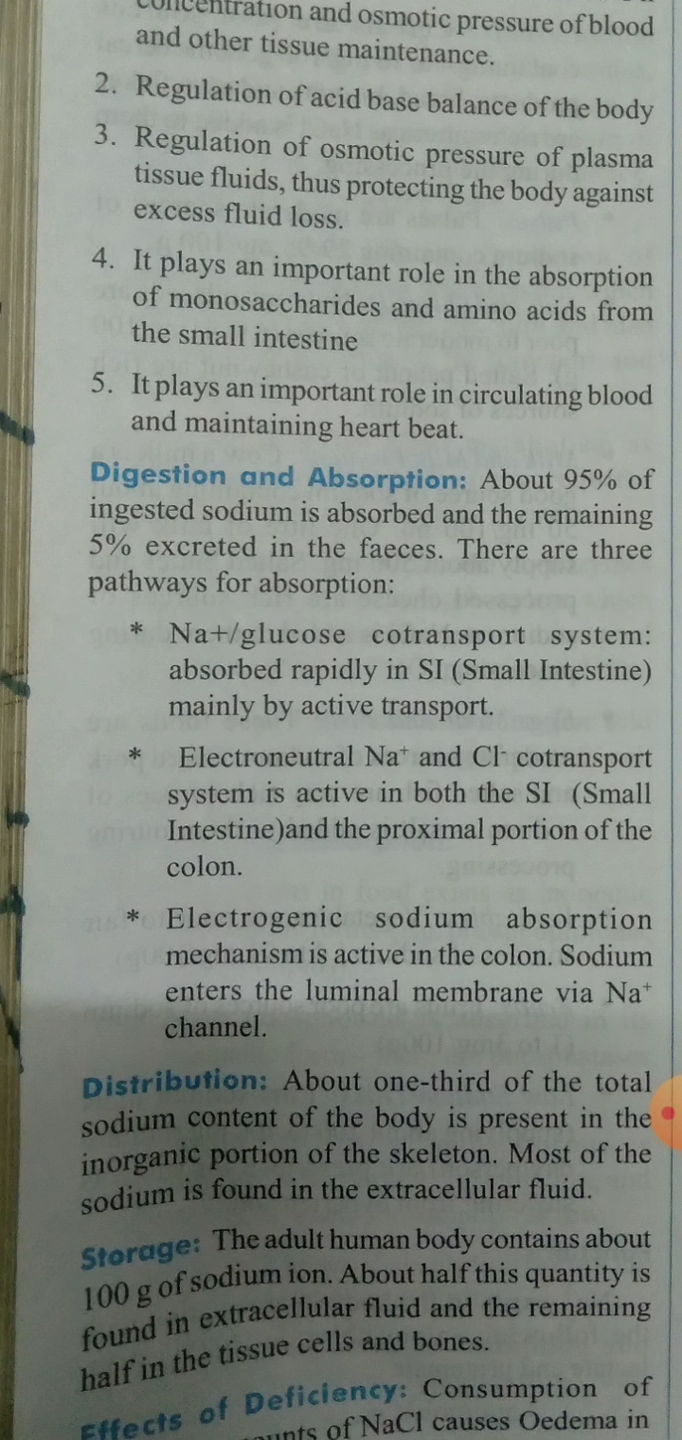 concentration and osmotic pressure of blood
and other tissue maintenance.
2. Regulation of acid base balance of the body
3. Regulation of osmotic pressure of plasma
tissue fluids, thus protecting the body against
excess fluid loss.
4. It plays an important role in the absorption
of monosaccharides and amino acids from
the small intestine
5. It plays an important role in circulating blood
and maintaining heart beat.
Digestion and Absorption: About 95% of
ingested sodium is absorbed and the remaining
5% excreted in the faeces. There are three
pathways for absorption:
* Na+/glucose cotransport system:
absorbed rapidly in SI (Small Intestine)
mainly by active transport.
* Electroneutral Na⁺ and Cl⁻ cotransport
system is active in both the SI (Small
Intestine)and the proximal portion of the
colon.
* Electrogenic sodium absorption
mechanism is active in the colon. Sodium
enters the luminal membrane via Na⁺
channel.
Distribution: About one-third of the total
sodium content of the body is present in the
inorganic portion of the skeleton. Most of the
sodium is found in the extracellular fluid.
Storage: The adult human body contains about
100 g of sodium ion. About half this quantity is
found in extracellular fluid and the remaining
half in the tissue cells and bones.
Effects of Deficiency: Consumption of
of NaCl causes Oedema in